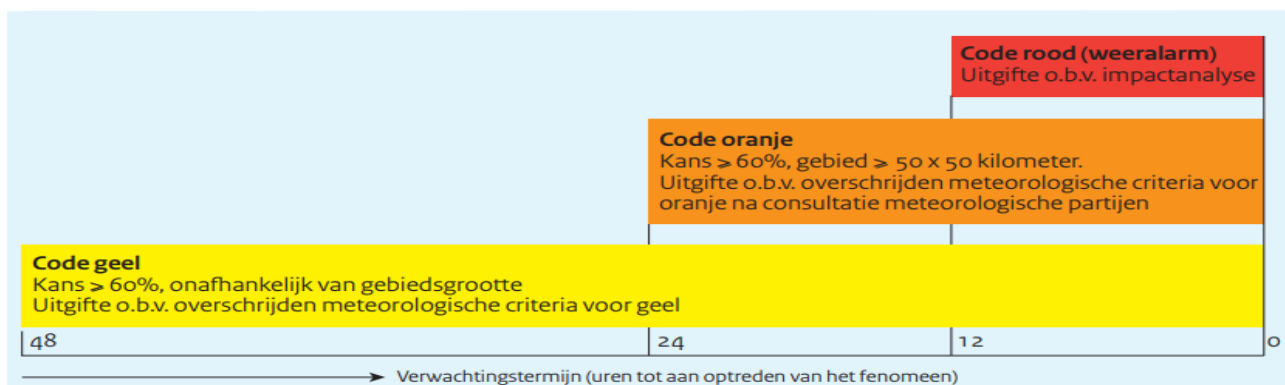 Code rood (weeralarm)
Uitgifte o.b.v. impactanalyse
Code oranje
Kans ⩾ 60%, gebied ⩾ 50 x 50 kilometer.
Uitgifte o.b.v. overschrijden meteorologische criteria voor
oranje na consultatie meteorologische partijen
Code geel
Kans ⩾ 60%, onafhankelijk van gebiedsgrootte
Uitgifte o.b.v. overschrijden meteorologische criteria voor geel
48 24 12 0
Verwachtingstermijn (uren tot aan optreden van het fenomeen)